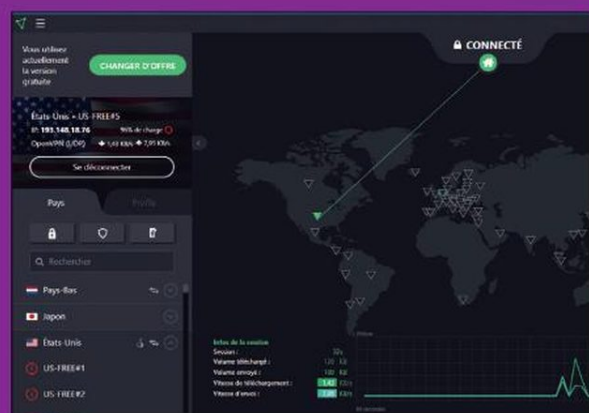 CONNECTÉ
Vous utilisez
actuellement
la version
gratuite
CHANGER D'OFFRE
États-Unis • US-FREE#5
IP: 193.148.18.76
96% de charge
OpenVPN (UDP)
Se déconnecter
Pays
Profils
Rechercher
Pays-Bas
Japon
États-Unis
US-FREE#1
US-FREE#2
Infos de la session
Session :
Volume téléchargé :
Volume envoyé :
Vitesse de téléchargement :
Vitesse d'envoi :
60 secondes